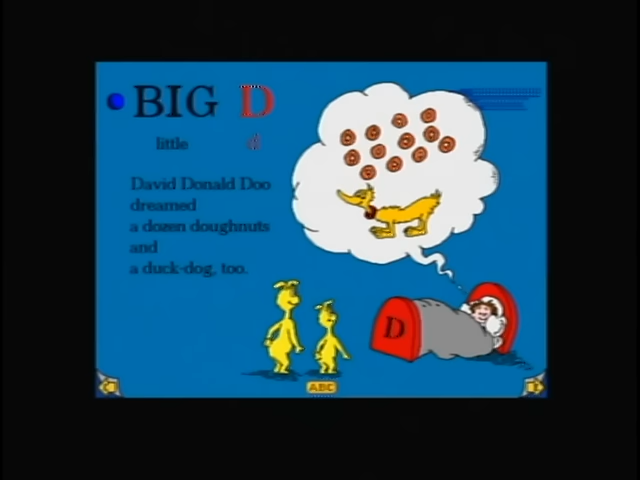 BIG D
little d
David Donald Doo
dreamed
a dozen doughnuts
and
a duck-dog, too.
D
ABC